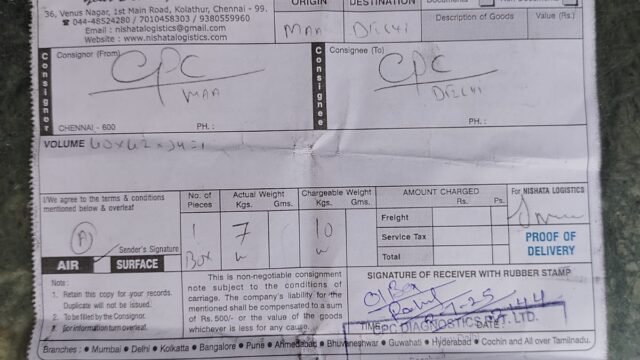 36, Venus Nagar, 1st Main Road, Kolathur, Chennai - 99.
☎ 044-48524280 / 7010458303 / 9380559960
Email : nishatalogistics@gmail.com
Website : www.nishatalogistics.com
ORIGIN DESTINATION
MAA DELHI
Description of Goods Value (Rs.)
Consignor
Consignor (From)
CPC
MAA
CHENNAI - 600 PH. :
Consignee
Consignee (To)
CPC
DELHI
PH. :
VOLUME
I/We agree to the terms & conditions
mentioned below & overleaf
Sender's Signature
AIR SURFACE
No. of
Pieces
1
Box
Actual Weight
Kgs. Gms.
7
Chargeable Weight
Kgs. Gms.
10
AMOUNT CHARGED
Rs. Ps.
Freight
Service Tax
Total
For NISHATA LOGISTICS
PROOF OF
DELIVERY
Note :
1. Retain this copy for your records.
Duplicate will not be issued.
2. To be filled by the Consignor.
3. For information turn overleaf.
This is non-negotiable consignment
note subject to the conditions of
carriage. The company's liability for the
mentioned shall be compensated to a sum
of Rs.500/- or the value of the goods
whichever is less for any cause.
SIGNATURE OF RECEIVER WITH RUBBER STAMP
TIME DATE :
CPC DIAGNOSTICS PVT. LTD.
Branches : • Mumbai • Delhi • Kolkatta • Bangalore • Pune • Ahmedabad • Bhuvaneshwar • Guwahati • Hyderabad • Cochin and All over Tamilnadu.